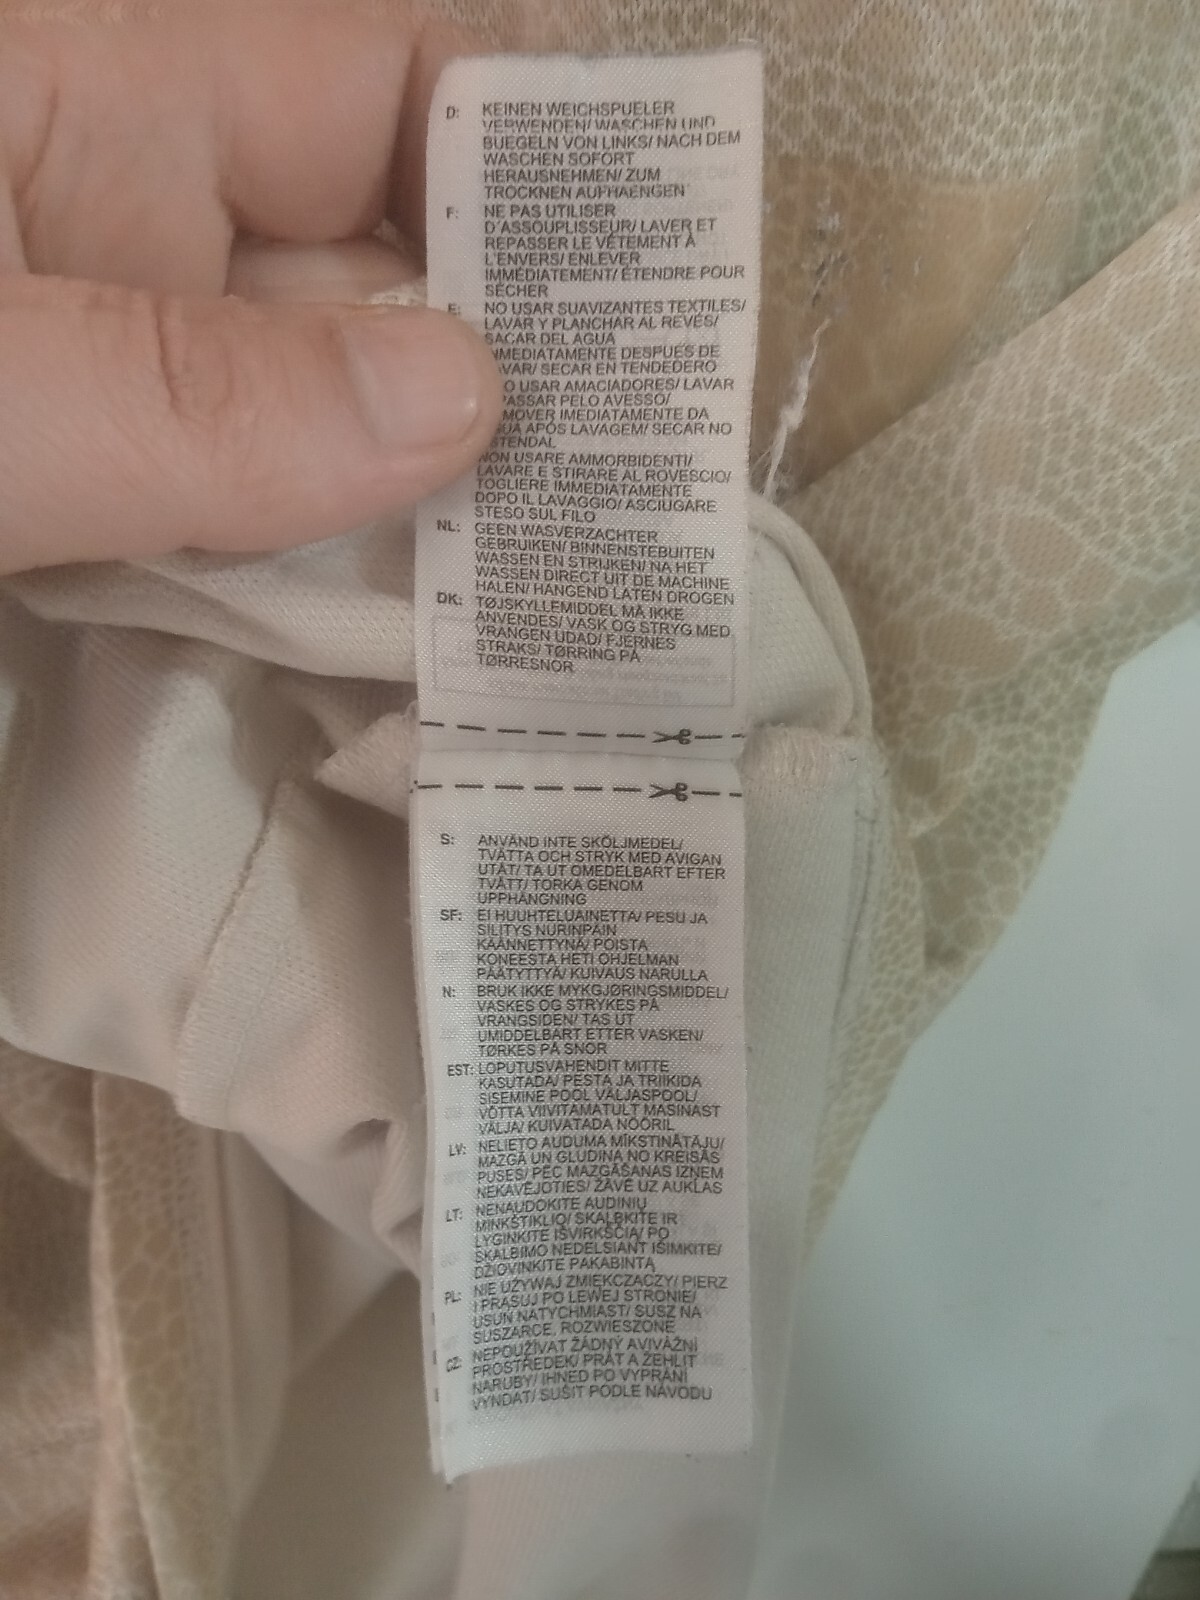 D: KEINEN WEICHSPUELER
VERWENDEN/ WASCHEN UND
BUEGELN VON LINKS/ NACH DEM
WASCHEN SOFORT
HERAUSNEHMEN/ ZUM
TROCKNEN AUFHAENGEN
F: NE PAS UTILISER
D'ASSOUPLISSEUR/ LAVER ET
REPASSER LE VÊTEMENT À
L'ENVERS/ ENLEVER
IMMÉDIATEMENT/ ÉTENDRE POUR
SÉCHER
E: NO USAR SUAVIZANTES TEXTILES/
LAVAR Y PLANCHAR AL REVÉS/
SACAR DEL AGUA
NMEDIATAMENTE DESPUÉS DE
AVAR/ SECAR EN TENDEDERO
O USAR AMACIADORES/ LAVAR
PASSAR PELO AVESSO/
MOVER IMEDIATAMENTE DA
GUA APÓS LAVAGEM/ SECAR NO
STENDAL
NON USARE AMMORBIDENTI/
LAVARE E STIRARE AL ROVESCIO/
TOGLIERE IMMEDIATAMENTE
DOPO IL LAVAGGIO/ ASCIUGARE
STESO SUL FILO
NL: GEEN WASVERZACHTER
GEBRUIKEN/ BINNENSTEBUITEN
WASSEN EN STRIJKEN/ NA HET
WASSEN DIRECT UIT DE MACHINE
HALEN/ HANGEND LATEN DROGEN
DK: TØJSKYLLEMIDDEL MÅ IKKE
ANVENDES/ VASK OG STRYG MED
VRANGEN UDAD/ FJERNES
STRAKS/ TØRRING PÅ
TØRRESNOR
S: ANVÄND INTE SKÖLJMEDEL/
TVÄTTA OCH STRYK MED AVIGAN
UTÅT/ TA UT OMEDELBART EFTER
TVÄTT/ TORKA GENOM
UPPHÄNGNING
SF: EI HUUHTELUAINETTA/ PESU JA
SILITYS NURINPÄIN
KÄÄNNETTYNÄ/ POISTA
KONEESTA HETI OHJELMAN
PÄÄTYTTYÄ/ KUIVAUS NARULLA
N: BRUK IKKE MYKGJØRINGSMIDDEL/
VASKES OG STRYKES PÅ
VRANGSIDEN/ TAS UT
UMIDDELBART ETTER VASKEN/
TØRKES PÅ SNOR
EST: LOPUTUSVAHENDIT MITTE
KASUTADA/ PESTA JA TRIIKIDA
SISEMINE POOL VÄLJASPOOL/
VÕTTA VIIVITAMATULT MASINAST
VÄLJA/ KUIVATADA NÖÖRIL
LV: NELIETO AUDUMA MĪKSTINĀTĀJU/
MAZGĀ UN GLUDINA NO KREISĀS
PUSES/ PĒC MAZGĀŠANAS IZŅEM
NEKAVĒJOTIES/ ŽĀVĒ UZ AUKLAS
LT: NENAUDOKITE AUDINIŲ
MINKŠTIKLIO/ SKALBKITE IR
LYGINKITE IŠVIRKŠČIĄ/ PO
SKALBIMO NEDELSIANT IŠIMKITE/
DŽIOVINKITE PAKABINTĄ
PL: NIE UŻYWAJ ZMIĘKCZACZY/ PIERZ
I PRASUJ PO LEWEJ STRONIE/
USUŃ NATYCHMIAST/ SUSZ NA
SUSZARCE, ROZWIESZONE
CZ: NEPOUŽÍVAT ŽÁDNÝ AVIVÁŽNÍ
PROSTŘEDEK/ PRÁT A ŽEHLIT
NARUBY/ IHNED PO VYPRÁNÍ
VYNDAT/ SUŠIT PODLE NÁVODU